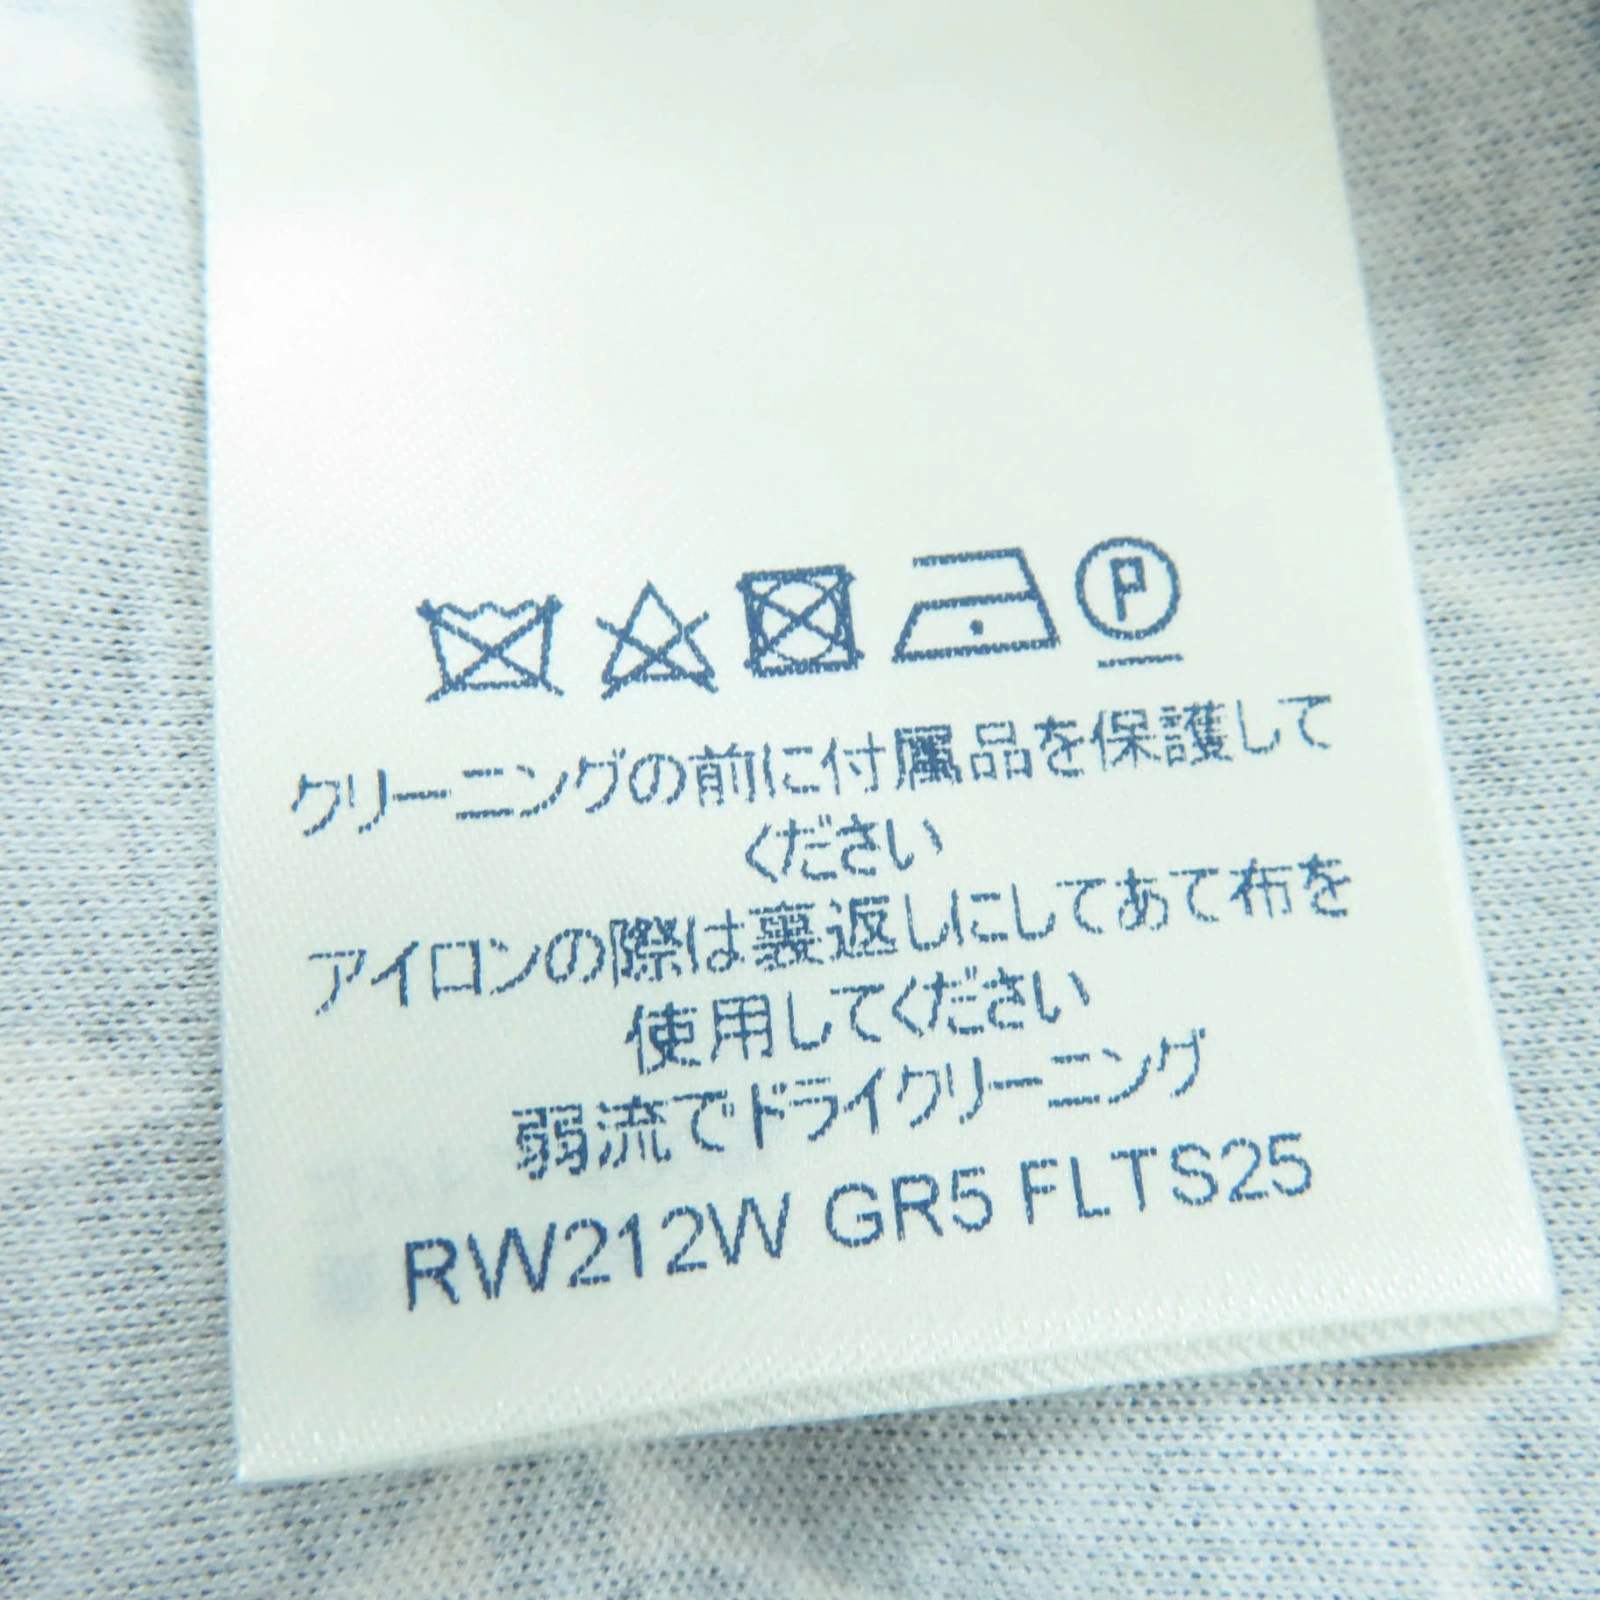 クリーニングの前に付属品を保護して
ください
アイロンの際は裏返しにしてあて布を
使用してください
弱流でドライクリーニング
RW212W GR5 FLTS25